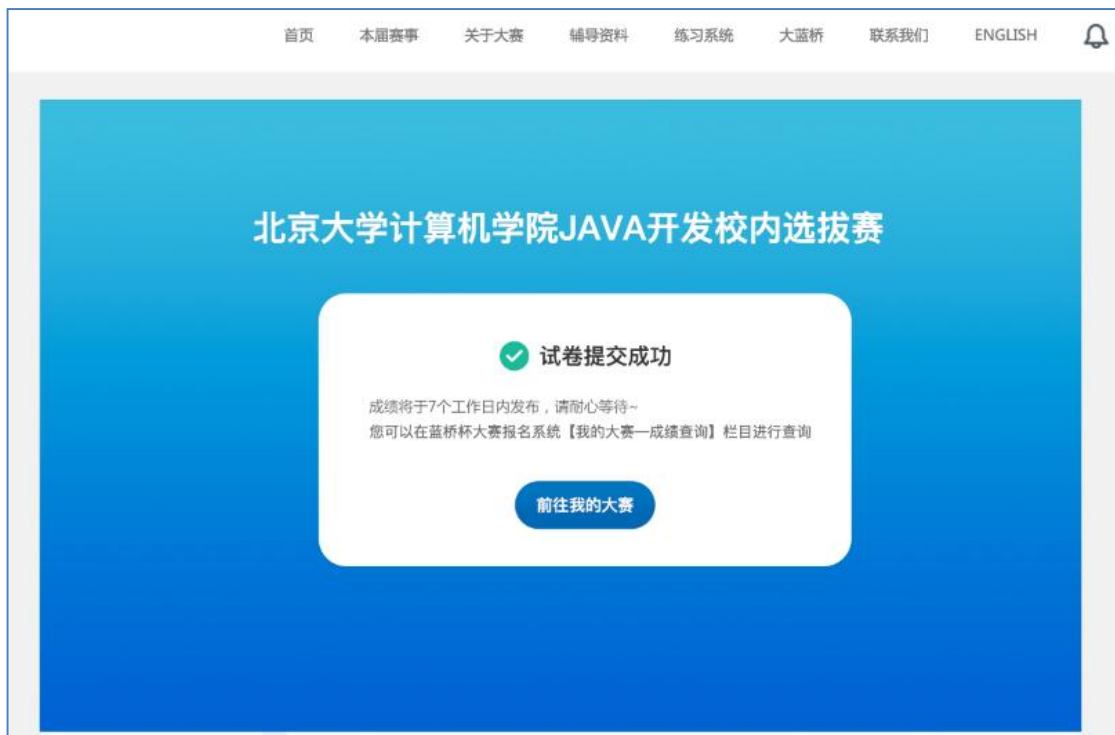 首页 本届赛事 关于大赛 辅导资料 练习系统 大蓝桥 联系我们 ENGLISH
北京大学计算机学院JAVA开发校内选拔赛
试卷提交成功
成绩将于7个工作日内发布，请耐心等待~
您可以在蓝桥杯大赛报名系统【我的大赛—成绩查询】栏目进行查询
前往我的大赛